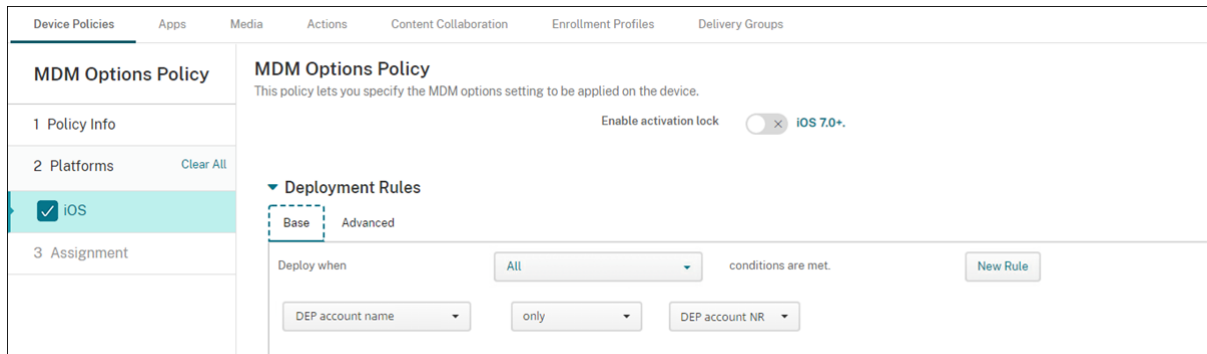 Device Policies Apps Media Actions Content Collaboration Enrollment Profiles Delivery Groups
MDM Options Policy
1 Policy Info
2 Platforms Clear All
iOS
3 Assignment
MDM Options Policy
This policy lets you specify the MDM options setting to be applied on the device.
Enable activation lock iOS 7.0+.
Deployment Rules
Base Advanced
Deploy when All conditions are met. New Rule
DEP account name only DEP account NR